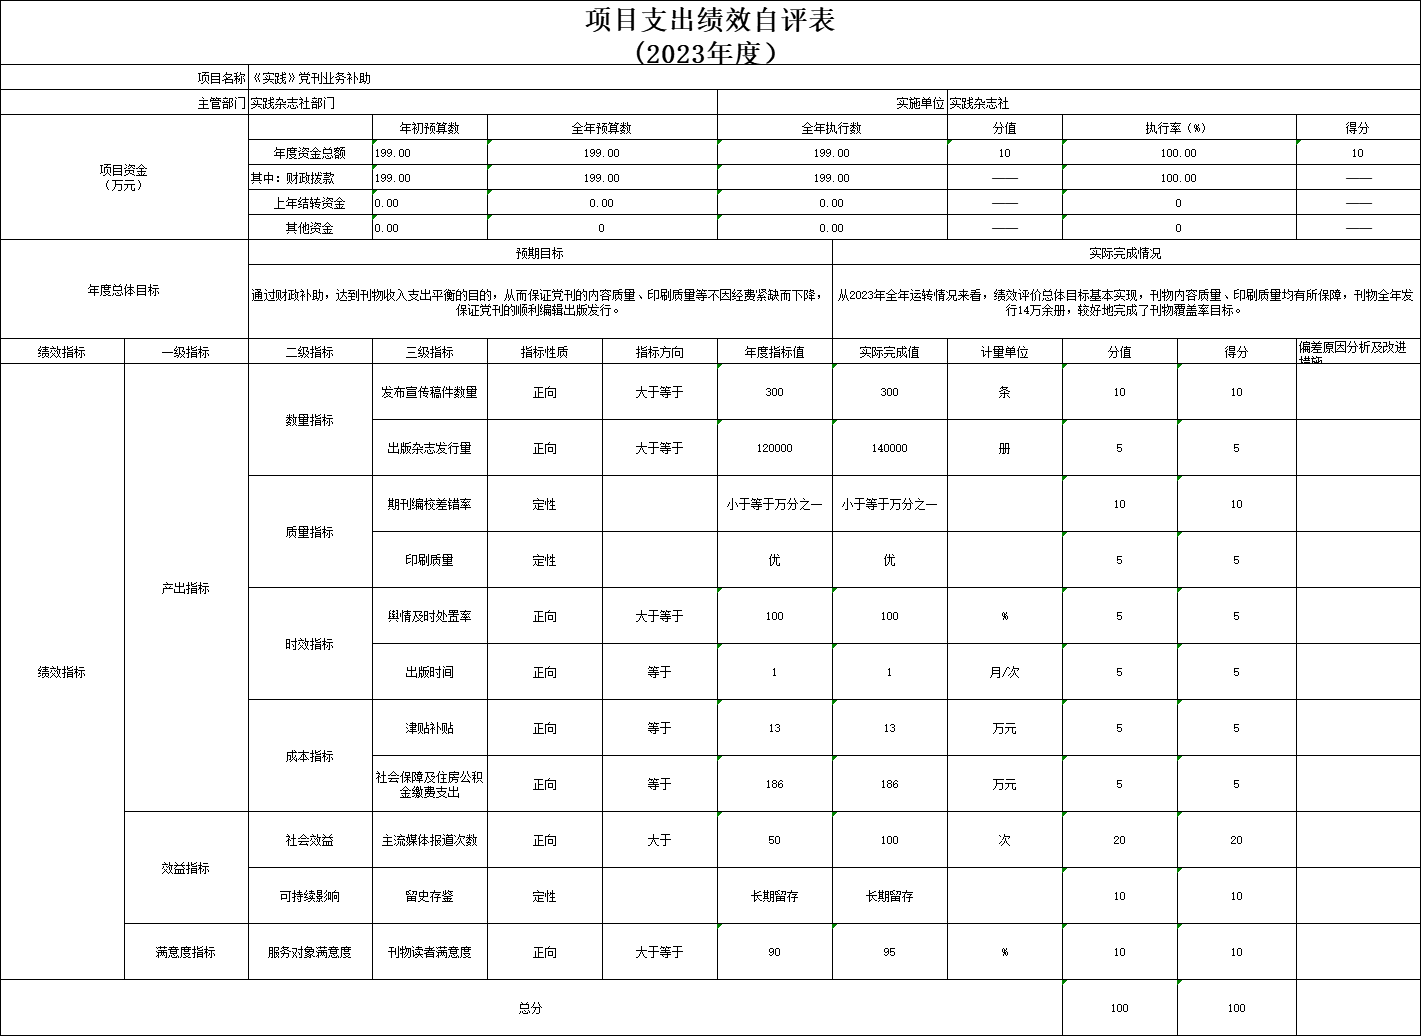 项目支出绩效自评表
(2023年度）
项目名称 《实践》党刊业务补助
主管部门 实践杂志社部门 实施单位 实践杂志社
项目资金
（万元）
年初预算数 全年预算数 全年执行数 分值 执行率（%） 得分
年度资金总额 199.00 199.00 199.00 10 100.00 10
其中：财政拨款 199.00 199.00 199.00 —— 100.00 ——
上年结转资金 0.00 0.00 0.00 —— 0 ——
其他资金 0.00 0 0.00 —— 0 ——
年度总体目标
预期目标 实际完成情况
通过财政补助，达到刊物收入支出平衡的目的，从而保证党刊的内容质量、印刷质量等不因经费紧缺而下降，
保证党刊的顺利编辑出版发行。
从2023年全年运转情况来看，绩效评价总体目标基本实现，刊物内容质量、印刷质量均有所保障，刊物全年发
行14万余册，较好地完成了刊物覆盖率目标。
绩效指标 一级指标 二级指标 三级指标 指标性质 指标方向 年度指标值 实际完成值 计量单位 分值 得分 偏差原因分析及改进
措施
绩效指标
产出指标
数量指标
发布宣传稿件数量 正向 大于等于 300 300 条 10 10
出版杂志发行量 正向 大于等于 120000 140000 册 5 5
质量指标
期刊编校差错率 定性 小于等于万分之一 小于等于万分之一 10 10
印刷质量 定性 优 优 5 5
时效指标
舆情及时处置率 正向 大于等于 100 100 % 5 5
出版时间 正向 等于 1 1 月/次 5 5
成本指标
津贴补贴 正向 等于 13 13 万元 5 5
社会保障及住房公积
金缴费支出 正向 等于 186 186 万元 5 5
效益指标
社会效益 主流媒体报道次数 正向 大于 50 100 次 20 20
可持续影响 留史存鉴 定性 长期留存 长期留存 10 10
满意度指标 服务对象满意度 刊物读者满意度 正向 大于等于 90 95 % 10 10
总分 100 100